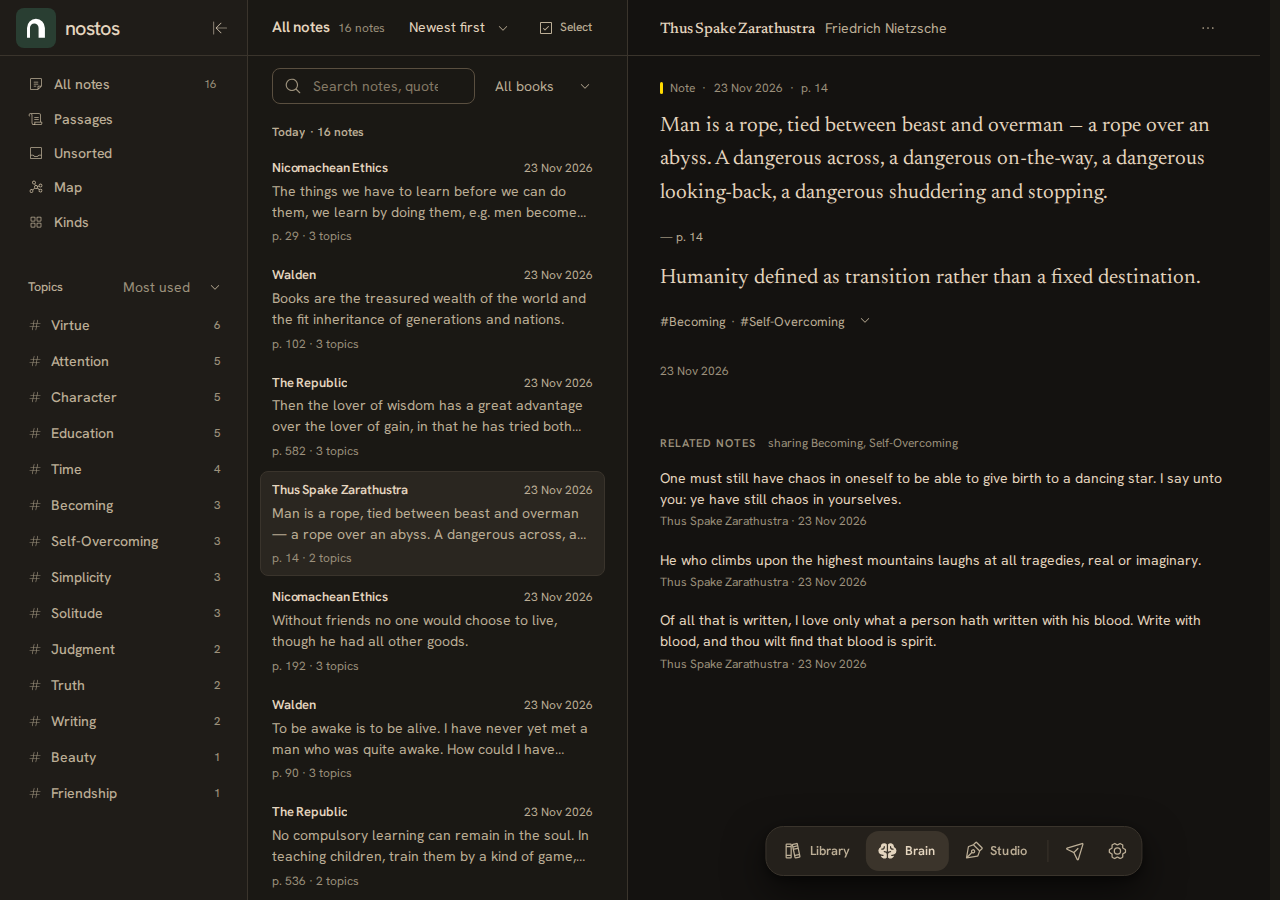 nostos
All notes 16
Passages
Unsorted
Map
Kinds
Topics Most used
# Virtue 6
# Attention 5
# Character 5
# Education 5
# Time 4
# Becoming 3
# Self-Overcoming 3
# Simplicity 3
# Solitude 3
# Judgment 2
# Truth 2
# Writing 2
# Beauty 1
# Friendship 1
All notes 16 notes Newest first Select
Search notes, quote All books
Today · 16 notes
Nicomachean Ethics 23 Nov 2026
The things we have to learn before we can do
them, we learn by doing them, e.g. men become...
p. 29 · 3 topics
Walden 23 Nov 2026
Books are the treasured wealth of the world and
the fit inheritance of generations and nations.
p. 102 · 3 topics
The Republic 23 Nov 2026
Then the lover of wisdom has a great advantage
over the lover of gain, in that he has tried both...
p. 582 · 3 topics
Thus Spake Zarathustra 23 Nov 2026
Man is a rope, tied between beast and overman
— a rope over an abyss. A dangerous across, a...
p. 14 · 2 topics
Nicomachean Ethics 23 Nov 2026
Without friends no one would choose to live,
though he had all other goods.
p. 192 · 3 topics
Walden 23 Nov 2026
To be awake is to be alive. I have never yet met a
man who was quite awake. How could I have...
p. 90 · 3 topics
The Republic 23 Nov 2026
No compulsory learning can remain in the soul. In
teaching children, train them by a kind of game,...
p. 536 · 2 topics
Thus Spake Zarathustra Friedrich Nietzsche ...
Note · 23 Nov 2026 · p. 14
Man is a rope, tied between beast and overman — a rope over an
abyss. A dangerous across, a dangerous on-the-way, a dangerous
looking-back, a dangerous shuddering and stopping.
— p. 14
Humanity defined as transition rather than a fixed destination.
#Becoming · #Self-Overcoming
23 Nov 2026
RELATED NOTES sharing Becoming, Self-Overcoming
One must still have chaos in oneself to be able to give birth to a dancing star. I say unto
you: ye have still chaos in yourselves.
Thus Spake Zarathustra · 23 Nov 2026
He who climbs upon the highest mountains laughs at all tragedies, real or imaginary.
Thus Spake Zarathustra · 23 Nov 2026
Of all that is written, I love only what a person hath written with his blood. Write with
blood, and thou wilt find that blood is spirit.
Thus Spake Zarathustra · 23 Nov 2026
Library Brain Studio